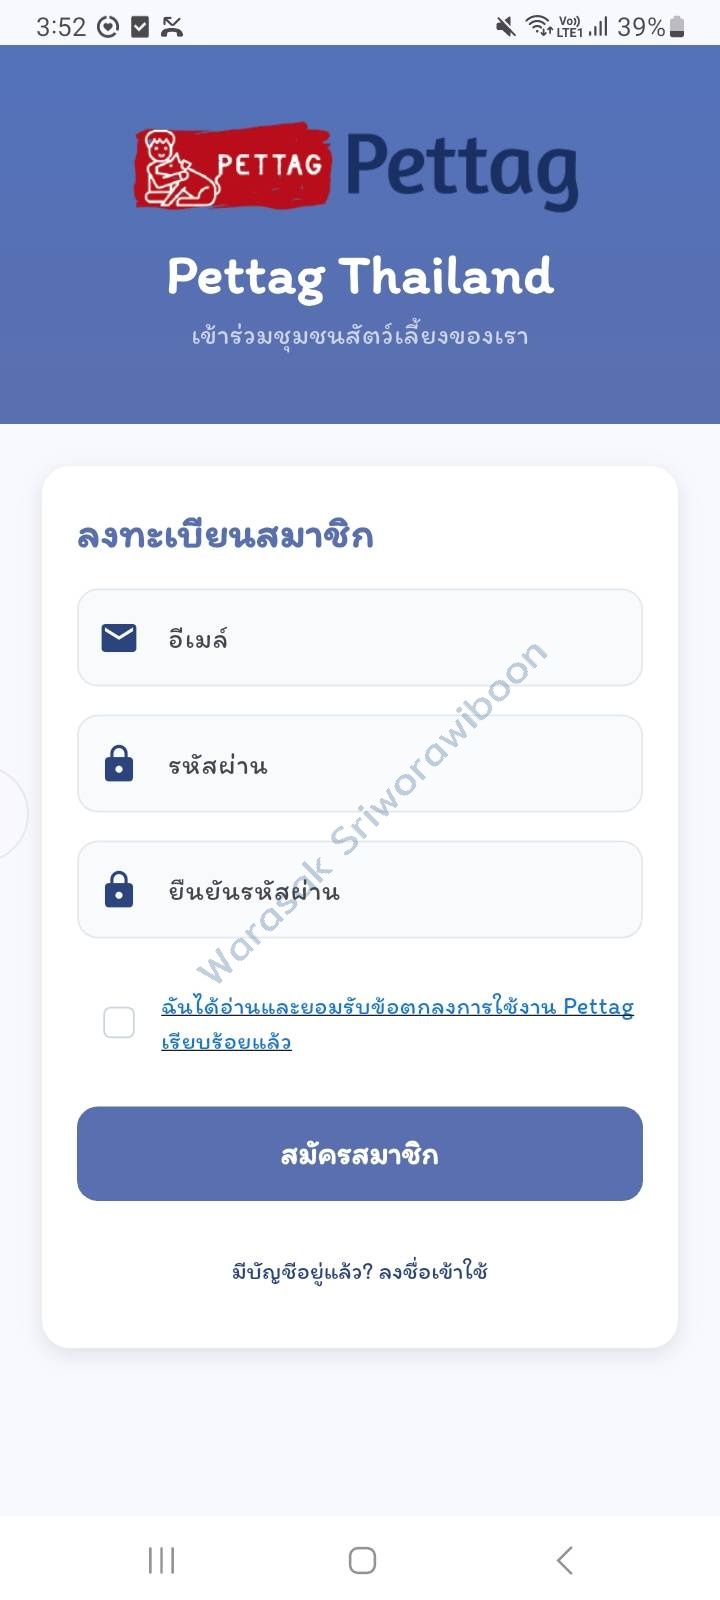 3:52
Vo))
LTE1
39%
PETTAG
Pettag
Pettag Thailand
เข้าร่วมชุมชนสัตว์เลี้ยงของเรา
ลงทะเบียนสมาชิก
อีเมล์
รหัสผ่าน
ยืนยันรหัสผ่าน
Warasak Sriworawiboon
ฉันได้อ่านและยอมรับข้อตกลงการใช้งาน Pettag
เรียบร้อยแล้ว
สมัครสมาชิก
มีบัญชีอยู่แล้ว? ลงชื่อเข้าใช้